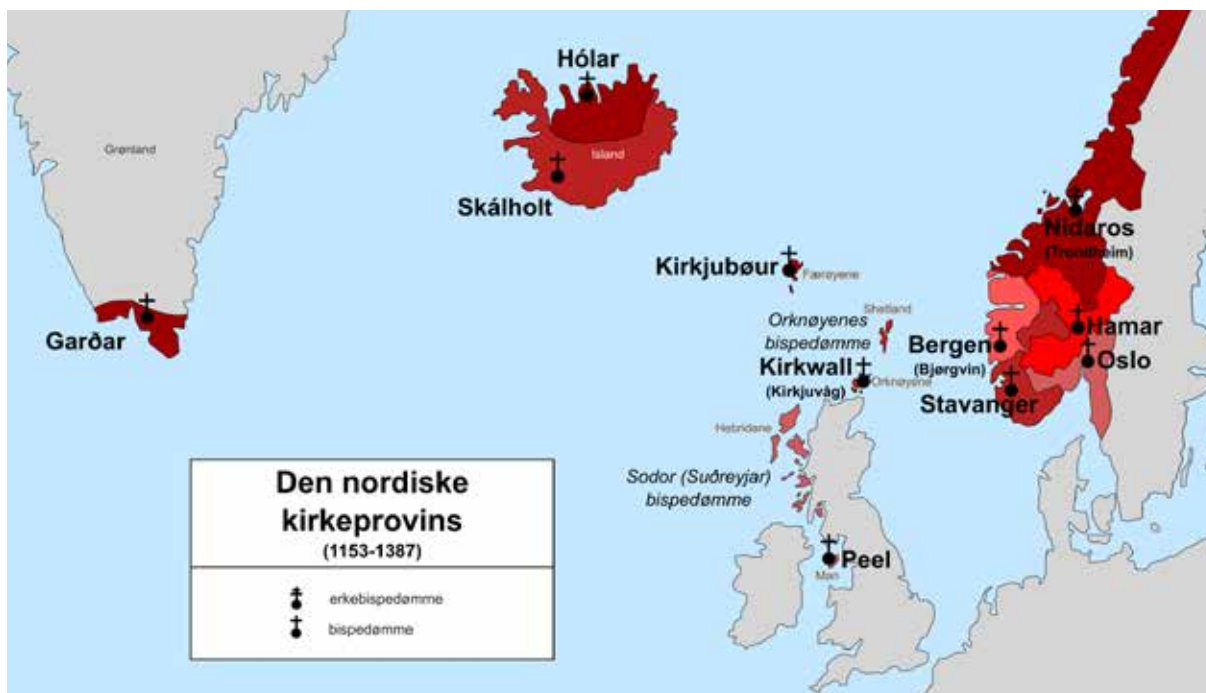 Hólar
Grønland
Island
Skálholt
Nidaros
(Trondheim)
Kirkjubøur
Færøyene
Shetland
Garðar
Orknøyenes
bispedømme
Hamar
Bergen
(Bjørgvin)
Oslo
Kirkwall
(Kirkjuvåg)
Orknøyene
Stavanger
Hebridene
Sodor (Suðreyjar)
bispedømme
Peel
Man
Den nordiske
kirkeprovins
(1153-1387)
erkebispedømme
bispedømme